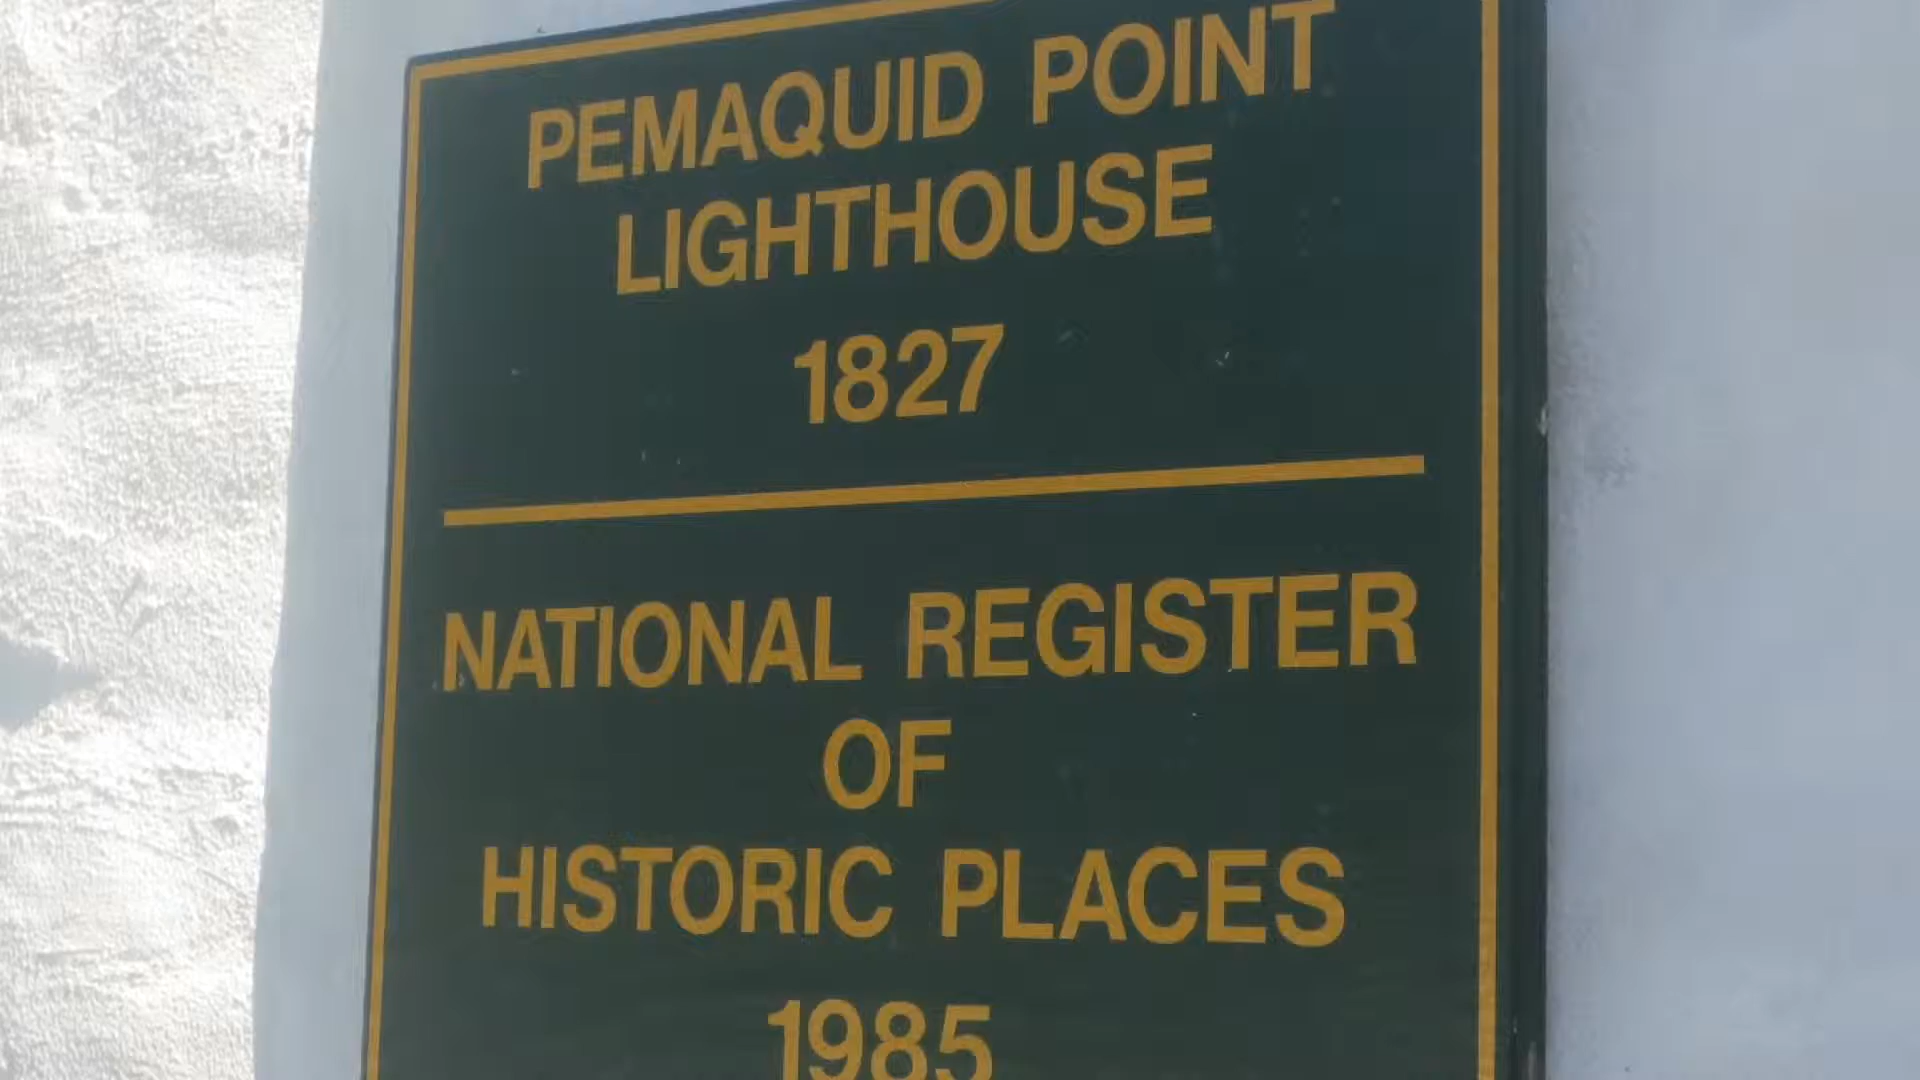 PEMAQUID POINT
LIGHTHOUSE
1827
NATIONAL REGISTER
OF
HISTORIC PLACES
1985